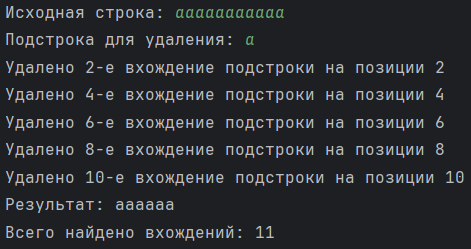 Исходная строка: aaaaaaaaaaa
Подстрока для удаления: a
Удалено 2-е вхождение подстроки на позиции 2
Удалено 4-е вхождение подстроки на позиции 4
Удалено 6-е вхождение подстроки на позиции 6
Удалено 8-е вхождение подстроки на позиции 8
Удалено 10-е вхождение подстроки на позиции 10
Результат: aaaaaa
Всего найдено вхождений: 11